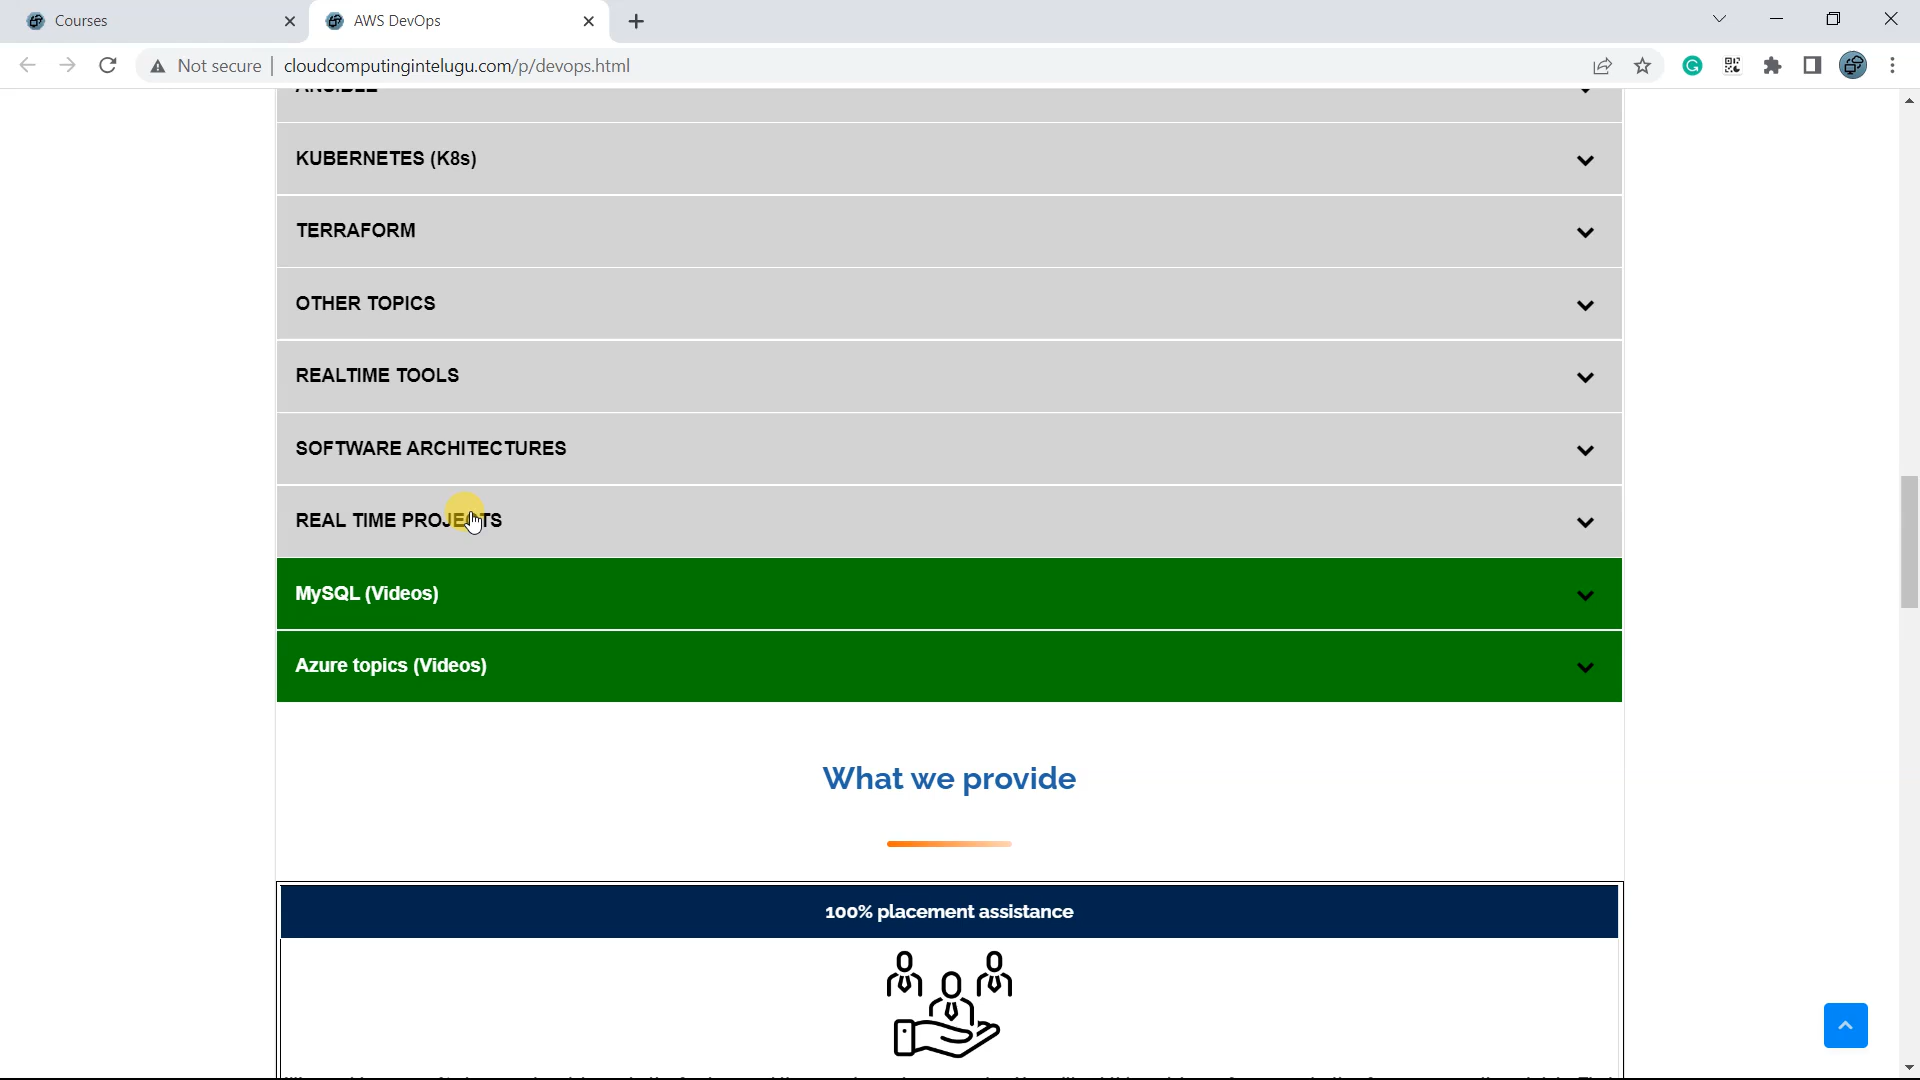 Courses
AWS DevOps
Not secure
cloudcomputingintelugu.com/p/devops.html
ANSIBLE
KUBERNETES (K8s)
TERRAFORM
OTHER TOPICS
REALTIME TOOLS
SOFTWARE ARCHITECTURES
REAL TIME PROJECTS
MySQL (Videos)
Azure topics (Videos)
What we provide
100% placement assistance